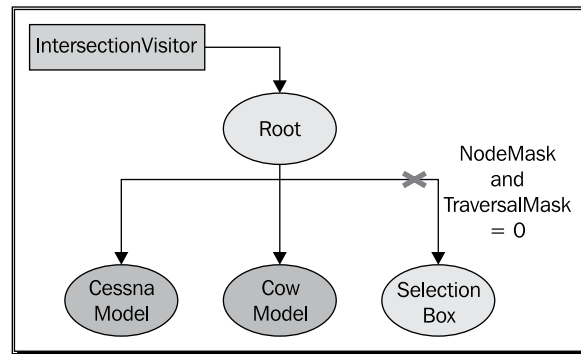 IntersectionVisitor
Root
NodeMask
and
TraversalMask
= 0
Cessna
Model
Cow
Model
Selection
Box